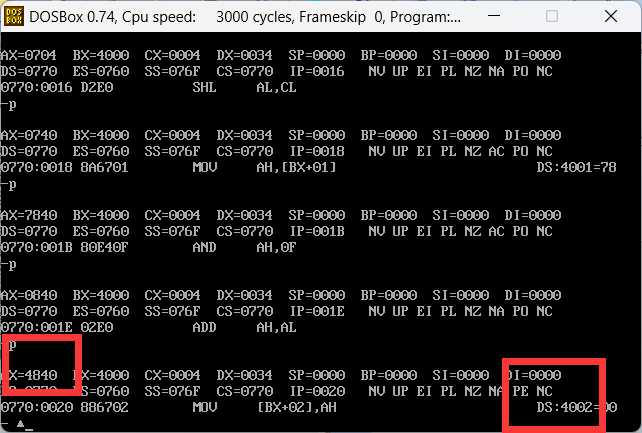 DOSBox 0.74, Cpu speed: 3000 cycles, Frameskip 0, Program:...
AX=0704 BX=4000 CX=0004 DX=0034 SP=0000 BP=0000 SI=0000 DI=0000
DS=0770 ES=0760 SS=076F CS=0770 IP=0016 NV UP EI PL NZ NA PO NC
0770:0016 D2E0 SHL AL,CL
-p
AX=0740 BX=4000 CX=0004 DX=0034 SP=0000 BP=0000 SI=0000 DI=0000
DS=0770 ES=0760 SS=076F CS=0770 IP=0018 NV UP EI PL NZ AC PO NC
0770:0018 8A6701 MOV AH,[BX+01] DS:4001=78
-p
AX=7840 BX=4000 CX=0004 DX=0034 SP=0000 BP=0000 SI=0000 DI=0000
DS=0770 ES=0760 SS=076F CS=0770 IP=001B NV UP EI PL NZ AC PO NC
0770:001B 80E40F AND AH,0F
-p
AX=0840 BX=4000 CX=0004 DX=0034 SP=0000 BP=0000 SI=0000 DI=0000
DS=0770 ES=0760 SS=076F CS=0770 IP=001E NV UP EI PL NZ NA PO NC
0770:001E 02E0 ADD AH,AL
-p
AX=4840 BX=4000 CX=0004 DX=0034 SP=0000 BP=0000 SI=0000 DI=0000
DS=0770 ES=0760 SS=076F CS=0770 IP=0020 NV UP EI PL NZ NA PE NC
0770:0020 886702 MOV [BX+02],AH DS:4002=00
- ▲_